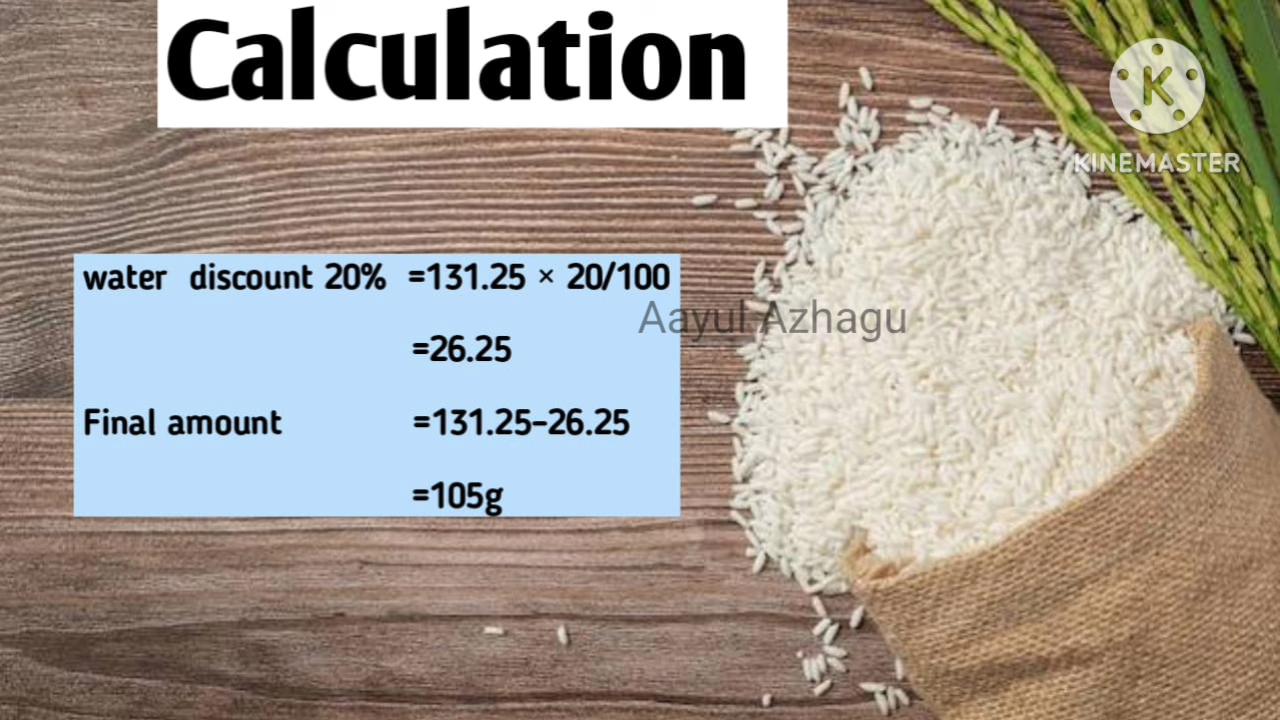 Calculation
K
KINEMASTER
water discount 20% =131.25 × 20/100
Aayul Azhagu
=26.25
Final amount =131.25-26.25
=105g